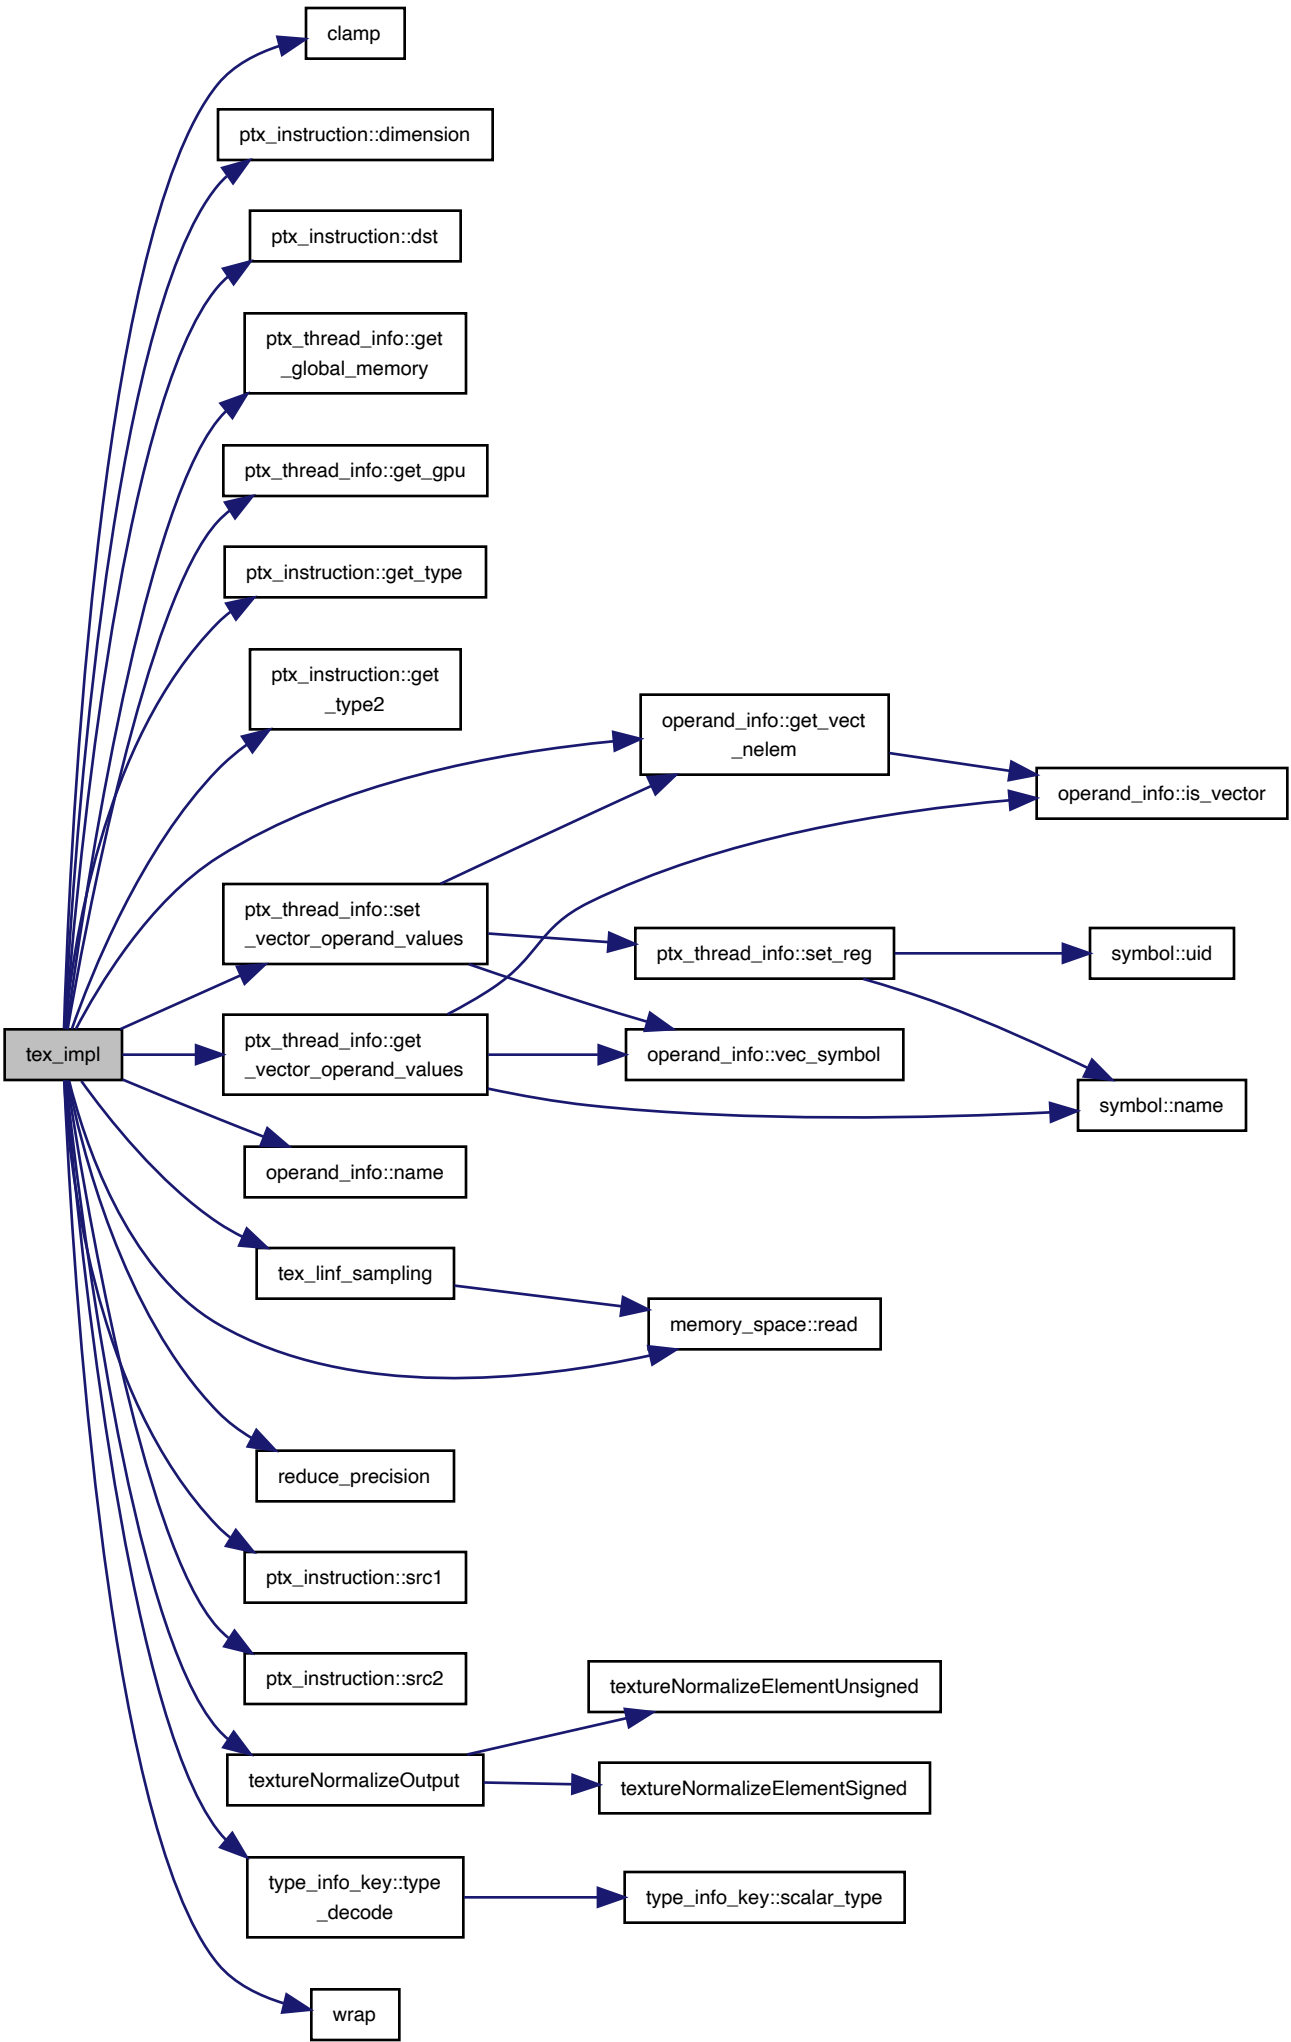 clamp
ptx_instruction::dimension
ptx_instruction::dst
ptx_thread_info::get
_global_memory
ptx_thread_info::get_gpu
ptx_instruction::get_type
ptx_instruction::get
_type2
operand_info::get_vect
_nelem
operand_info::is_vector
ptx_thread_info::set
_vector_operand_values
ptx_thread_info::set_reg
symbol::uid
tex_impl
ptx_thread_info::get
_vector_operand_values
operand_info::vec_symbol
symbol::name
operand_info::name
tex_linf_sampling
memory_space::read
reduce_precision
ptx_instruction::src1
ptx_instruction::src2
textureNormalizeElementUnsigned
textureNormalizeOutput
textureNormalizeElementSigned
type_info_key::type
_decode
type_info_key::scalar_type
wrap